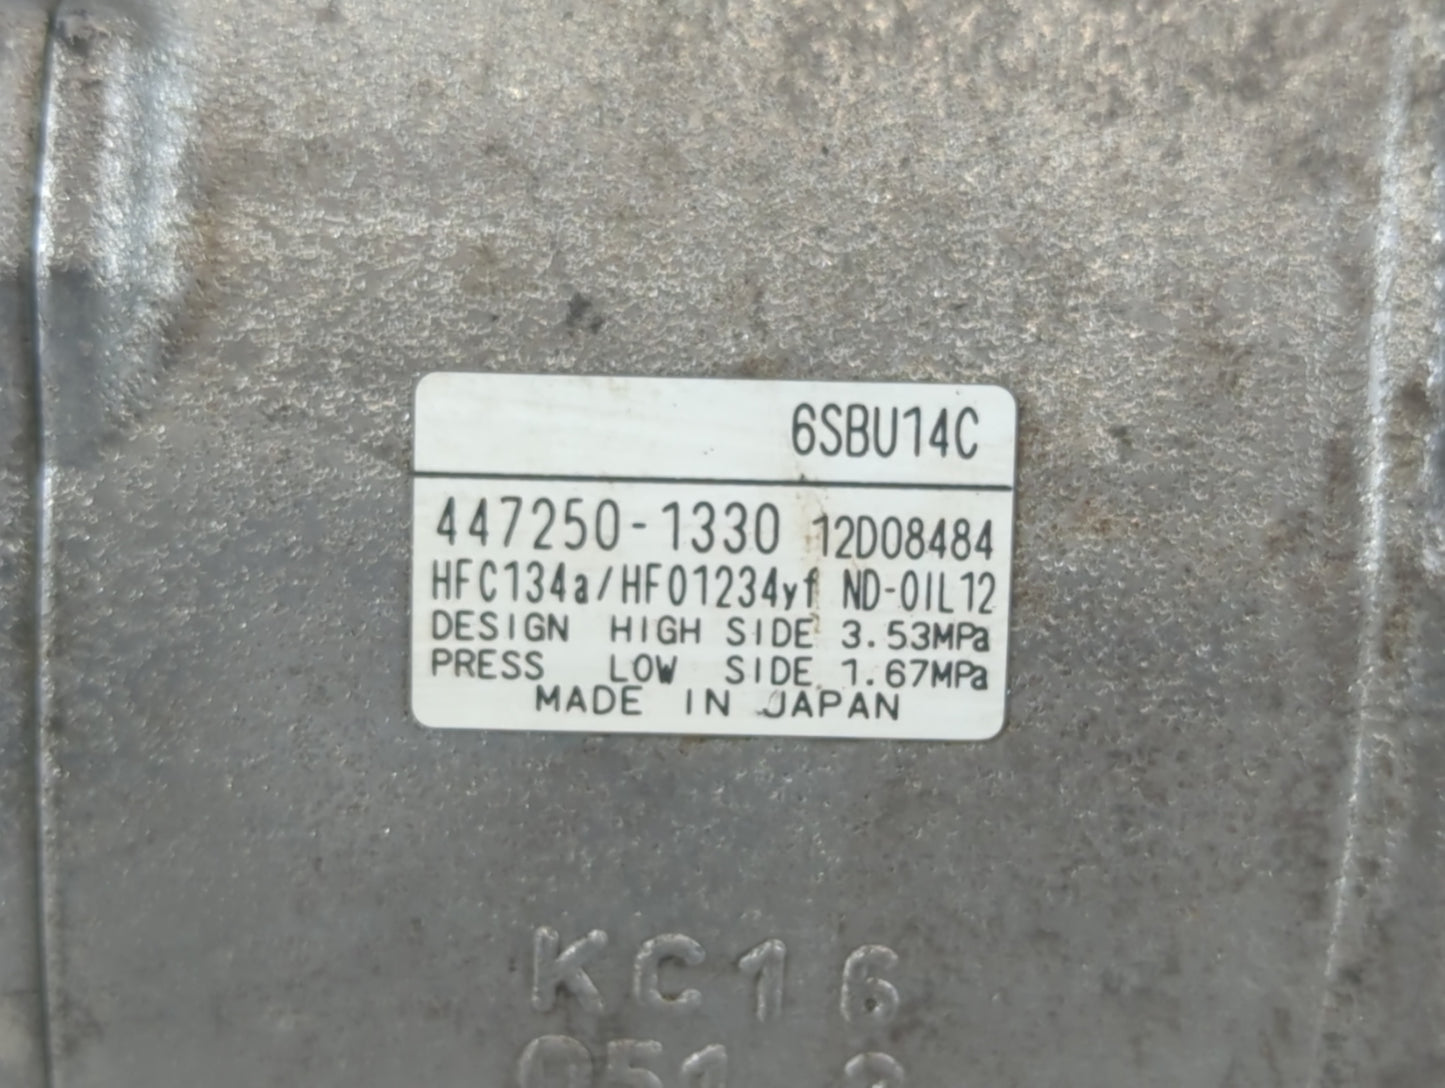 6SBU14C
447250-1330 12D08484
HFC134a/HFO1234yf ND-OIL12
DESIGN HIGH SIDE 3.53MPa
PRESS LOW SIDE 1.67MPa
MADE IN JAPAN
KC16